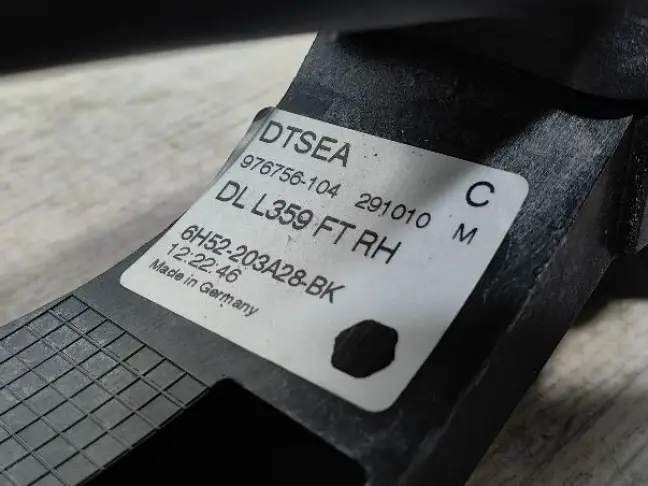 DTSEA C
976756-104 291010 M
DL L359 FT RH
6H52-203A28-BK
12:22:46
Made in Germany